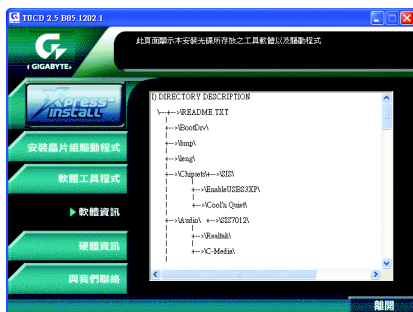 TUCD 2.5 B05.1202.1
GIGABYTE
此頁面顯示本安裝光碟所存放之工具軟體以及驅動程式
Xpress™
Install
安裝晶片組驅動程式
軟體工具程式
軟體資訊
硬體資訊
與我們聯絡
I) DIRECTORY DESCRIPTION
\--+-->\README.TXT
+-->\BootDrv\
+-->\bmp\
+-->\leng\
+-->\Chipsets\+-->\SIS\
+-->\EnableUSBS3XP\
+-->\Cool'n Quiet\
+-->\Audio\ +-->\SIS7012\
+-->\Realtek\
+-->\C-Media\
離開